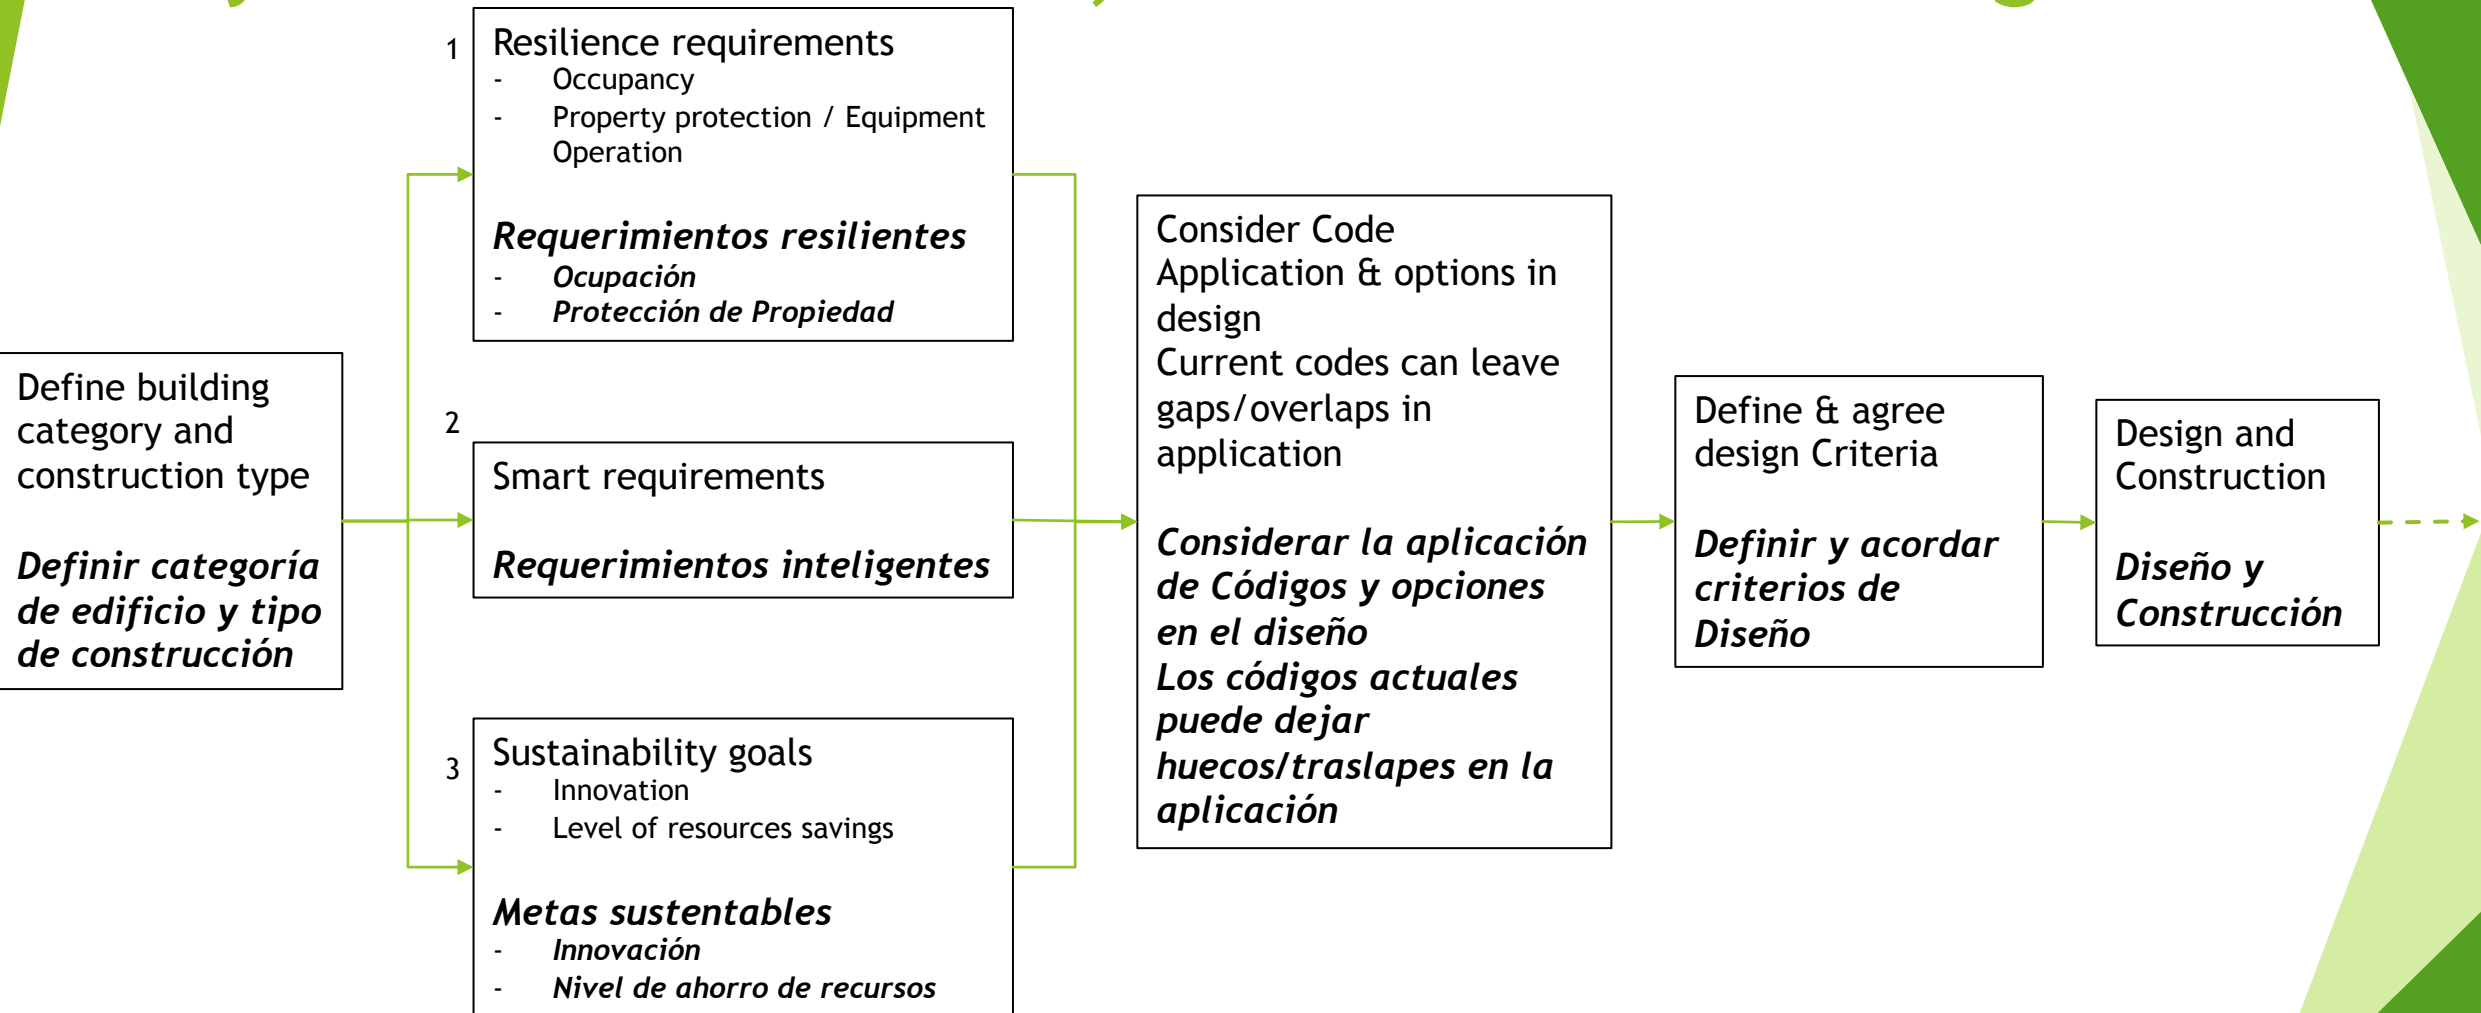 1
Resilience requirements
- Occupancy
- Property protection / Equipment
Operation
Requerimientos resilientes
- Ocupación
- Protección de Propiedad
Define building
category and
construction type
Definir categoría
de edificio y tipo
de construcción
2
Smart requirements
Requerimientos inteligentes
3
Sustainability goals
- Innovation
- Level of resources savings
Metas sustentables
- Innovación
- Nivel de ahorro de recursos
Consider Code
Application & options in
design
Current codes can leave
gaps/overlaps in
application
Considerar la aplicación
de Códigos y opciones
en el diseño
Los códigos actuales
puede dejar
huecos/traslapes en la
aplicación
Define & agree
design Criteria
Definir y acordar
criterios de
Diseño
Design and
Construction
Diseño y
Construcción